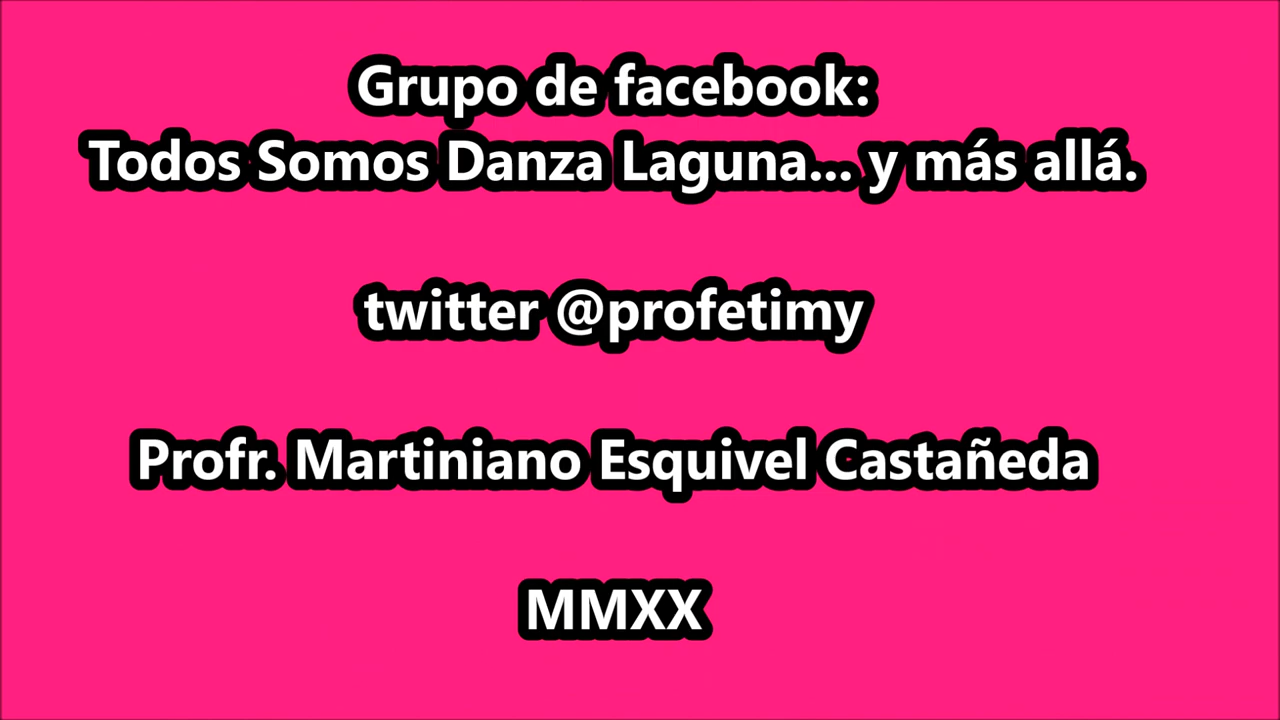 Grupo de facebook:
Todos Somos Danza Laguna... y más allá.
twitter @profetimy
Profr. Martiniano Esquivel Castañeda
MMXX